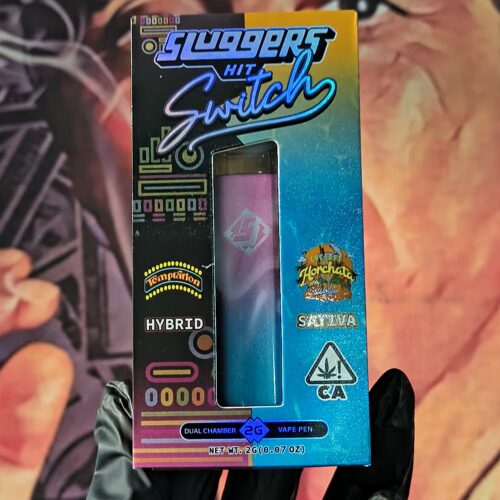 SLUGGERS
HIT
Switch
Temptation
HYBRID
Horchata
SATIVA
CA
DUAL CHAMBER 2G VAPE PEN
NET WT. 2G(0.07 OZ)